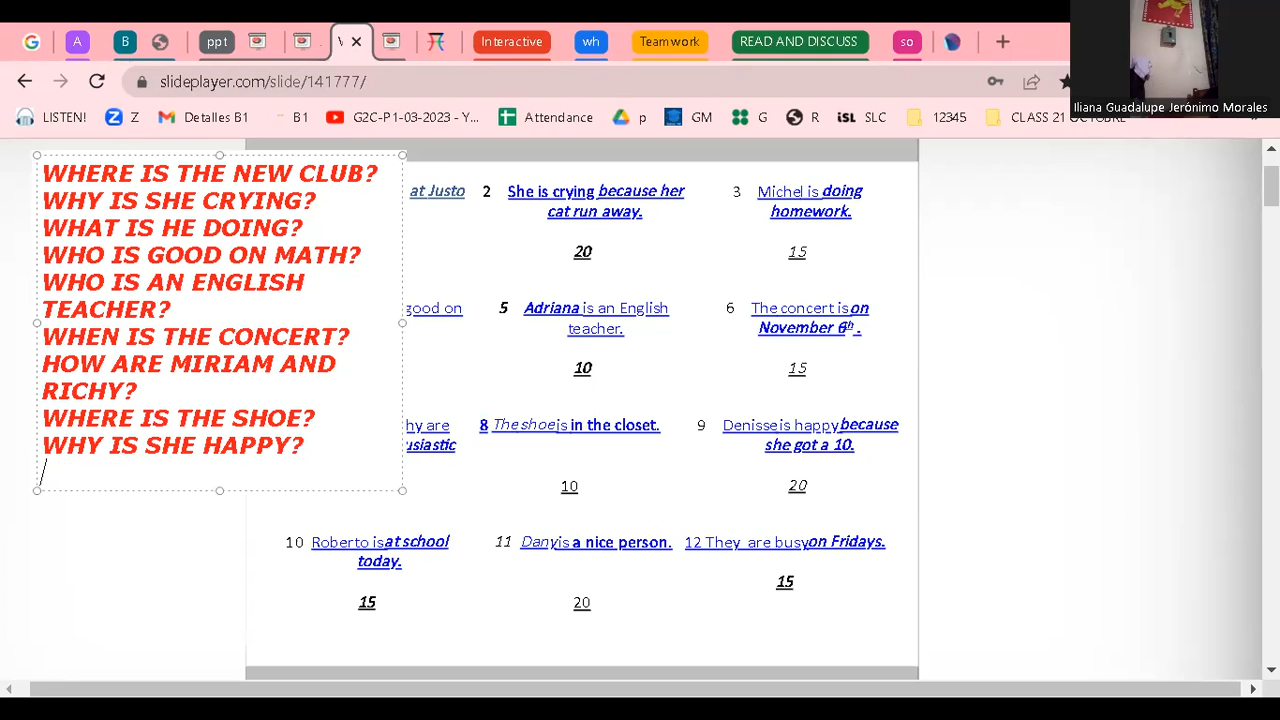 A
B
ppt
Interactive
wh
Teamwork
READ AND DISCUSS
so
slideplayer.com/slide/141777/
Iliana Guadalupe Jerónimo Morales
LISTEN!
Z
Detalles B1
B1
G2C-P1-03-2023 - Y...
Attendance
p
GM
G
R
iSL SLC
12345
CLASS 21 OCTUBRE
WHERE IS THE NEW CLUB?
WHY IS SHE CRYING?
WHAT IS HE DOING?
WHO IS GOOD ON MATH?
WHO IS AN ENGLISH
TEACHER?
WHEN IS THE CONCERT?
HOW ARE MIRIAM AND
RICHY?
WHERE IS THE SHOE?
WHY IS SHE HAPPY?
at Justo
2 She is crying because her
cat run away.
20
3 Michel is doing
homework.
15
good on
5 Adriana is an English
teacher.
10
6 The concert is on
November 6th .
15
hy are
usiastic
8 The shoe is in the closet.
10
9 Denisse is happy because
she got a 10.
20
10 Roberto is at school
today.
15
11 Dany is a nice person.
20
12 They are busy on Fridays.
15